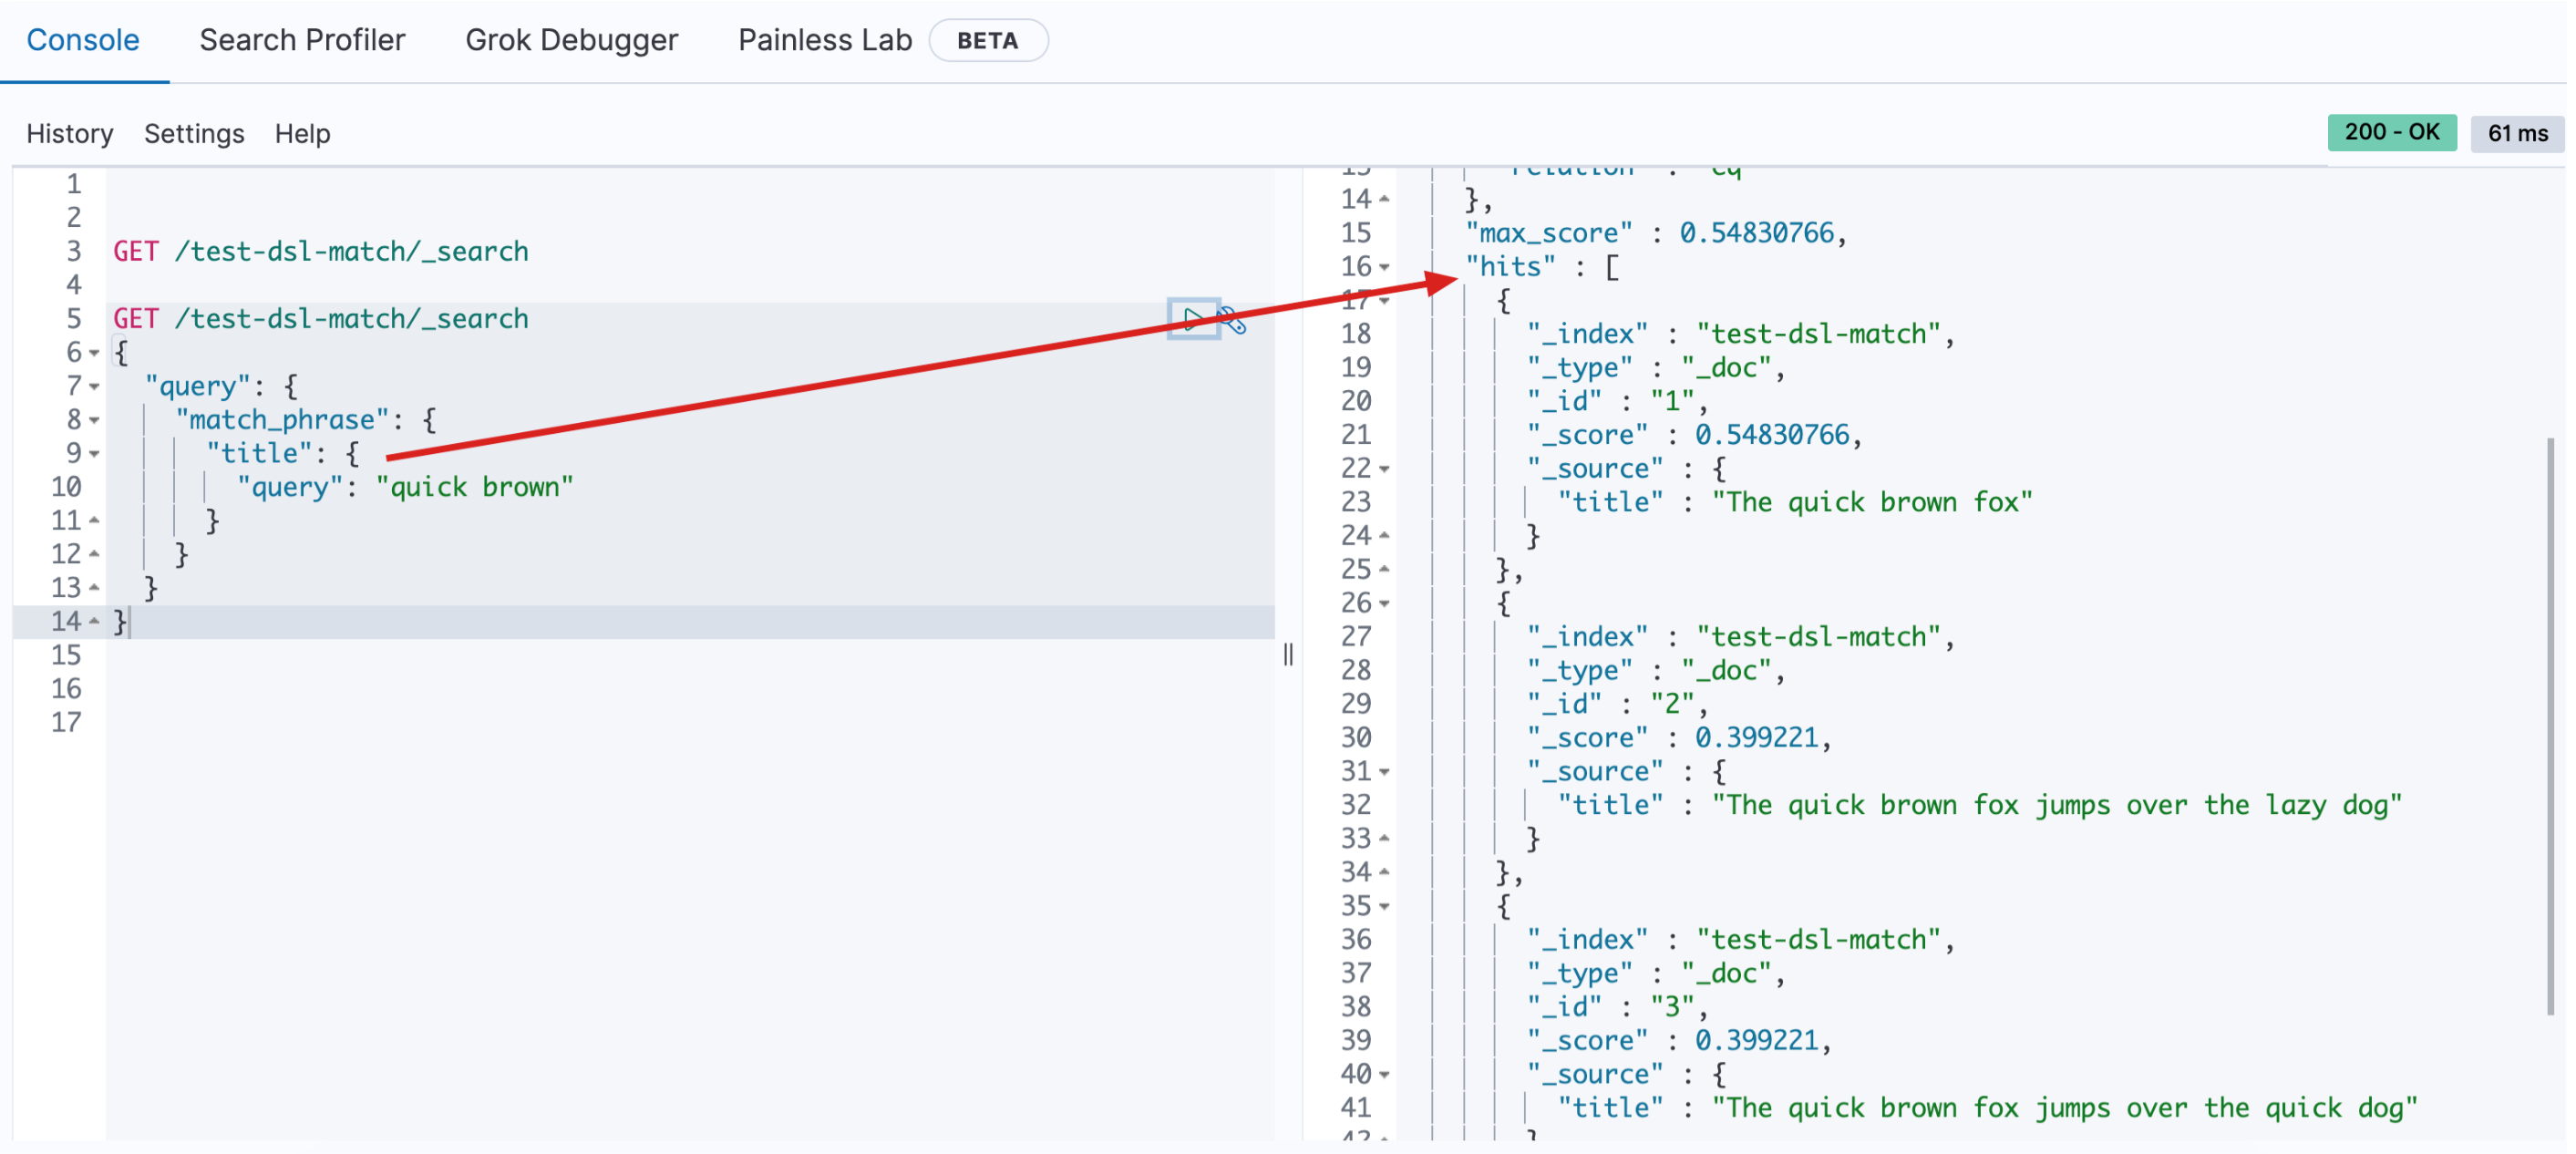 Console Search Profiler Grok Debugger Painless Lab BETA
History Settings Help
200 - OK 61 ms
1
2
3 GET /test-dsl-match/_search
4
5 GET /test-dsl-match/_search
6 {
7 "query": {
8 "match_phrase": {
9 "title": {
10 "query": "quick brown"
11 }
12 }
13 }
14 }
15
16
17
13 "relation" : "eq"
14 },
15 "max_score" : 0.54830766,
16 "hits" : [
17 {
18 "_index" : "test-dsl-match",
19 "_type" : "_doc",
20 "_id" : "1",
21 "_score" : 0.54830766,
22 "_source" : {
23 "title" : "The quick brown fox"
24 }
25 },
26 {
27 "_index" : "test-dsl-match",
28 "_type" : "_doc",
29 "_id" : "2",
30 "_score" : 0.399221,
31 "_source" : {
32 "title" : "The quick brown fox jumps over the lazy dog"
33 }
34 },
35 {
36 "_index" : "test-dsl-match",
37 "_type" : "_doc",
38 "_id" : "3",
39 "_score" : 0.399221,
40 "_source" : {
41 "title" : "The quick brown fox jumps over the quick dog"
42 }